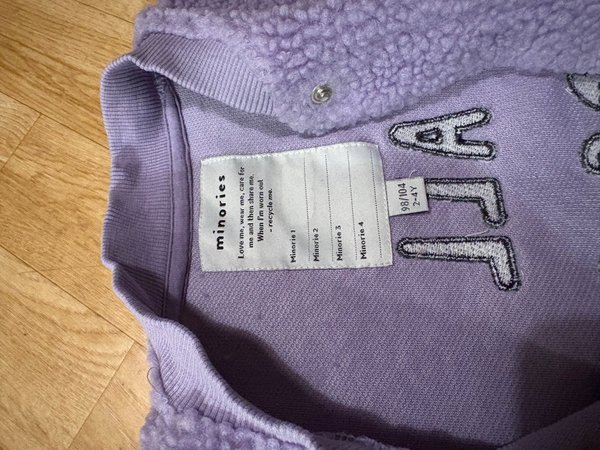 minories
Love me, wear me, care for
me and then share me.
When I'm worn out
- recycle me.
Minorie 1
Minorie 2
Minorie 3
Minorie 4
98/104
2-4Y